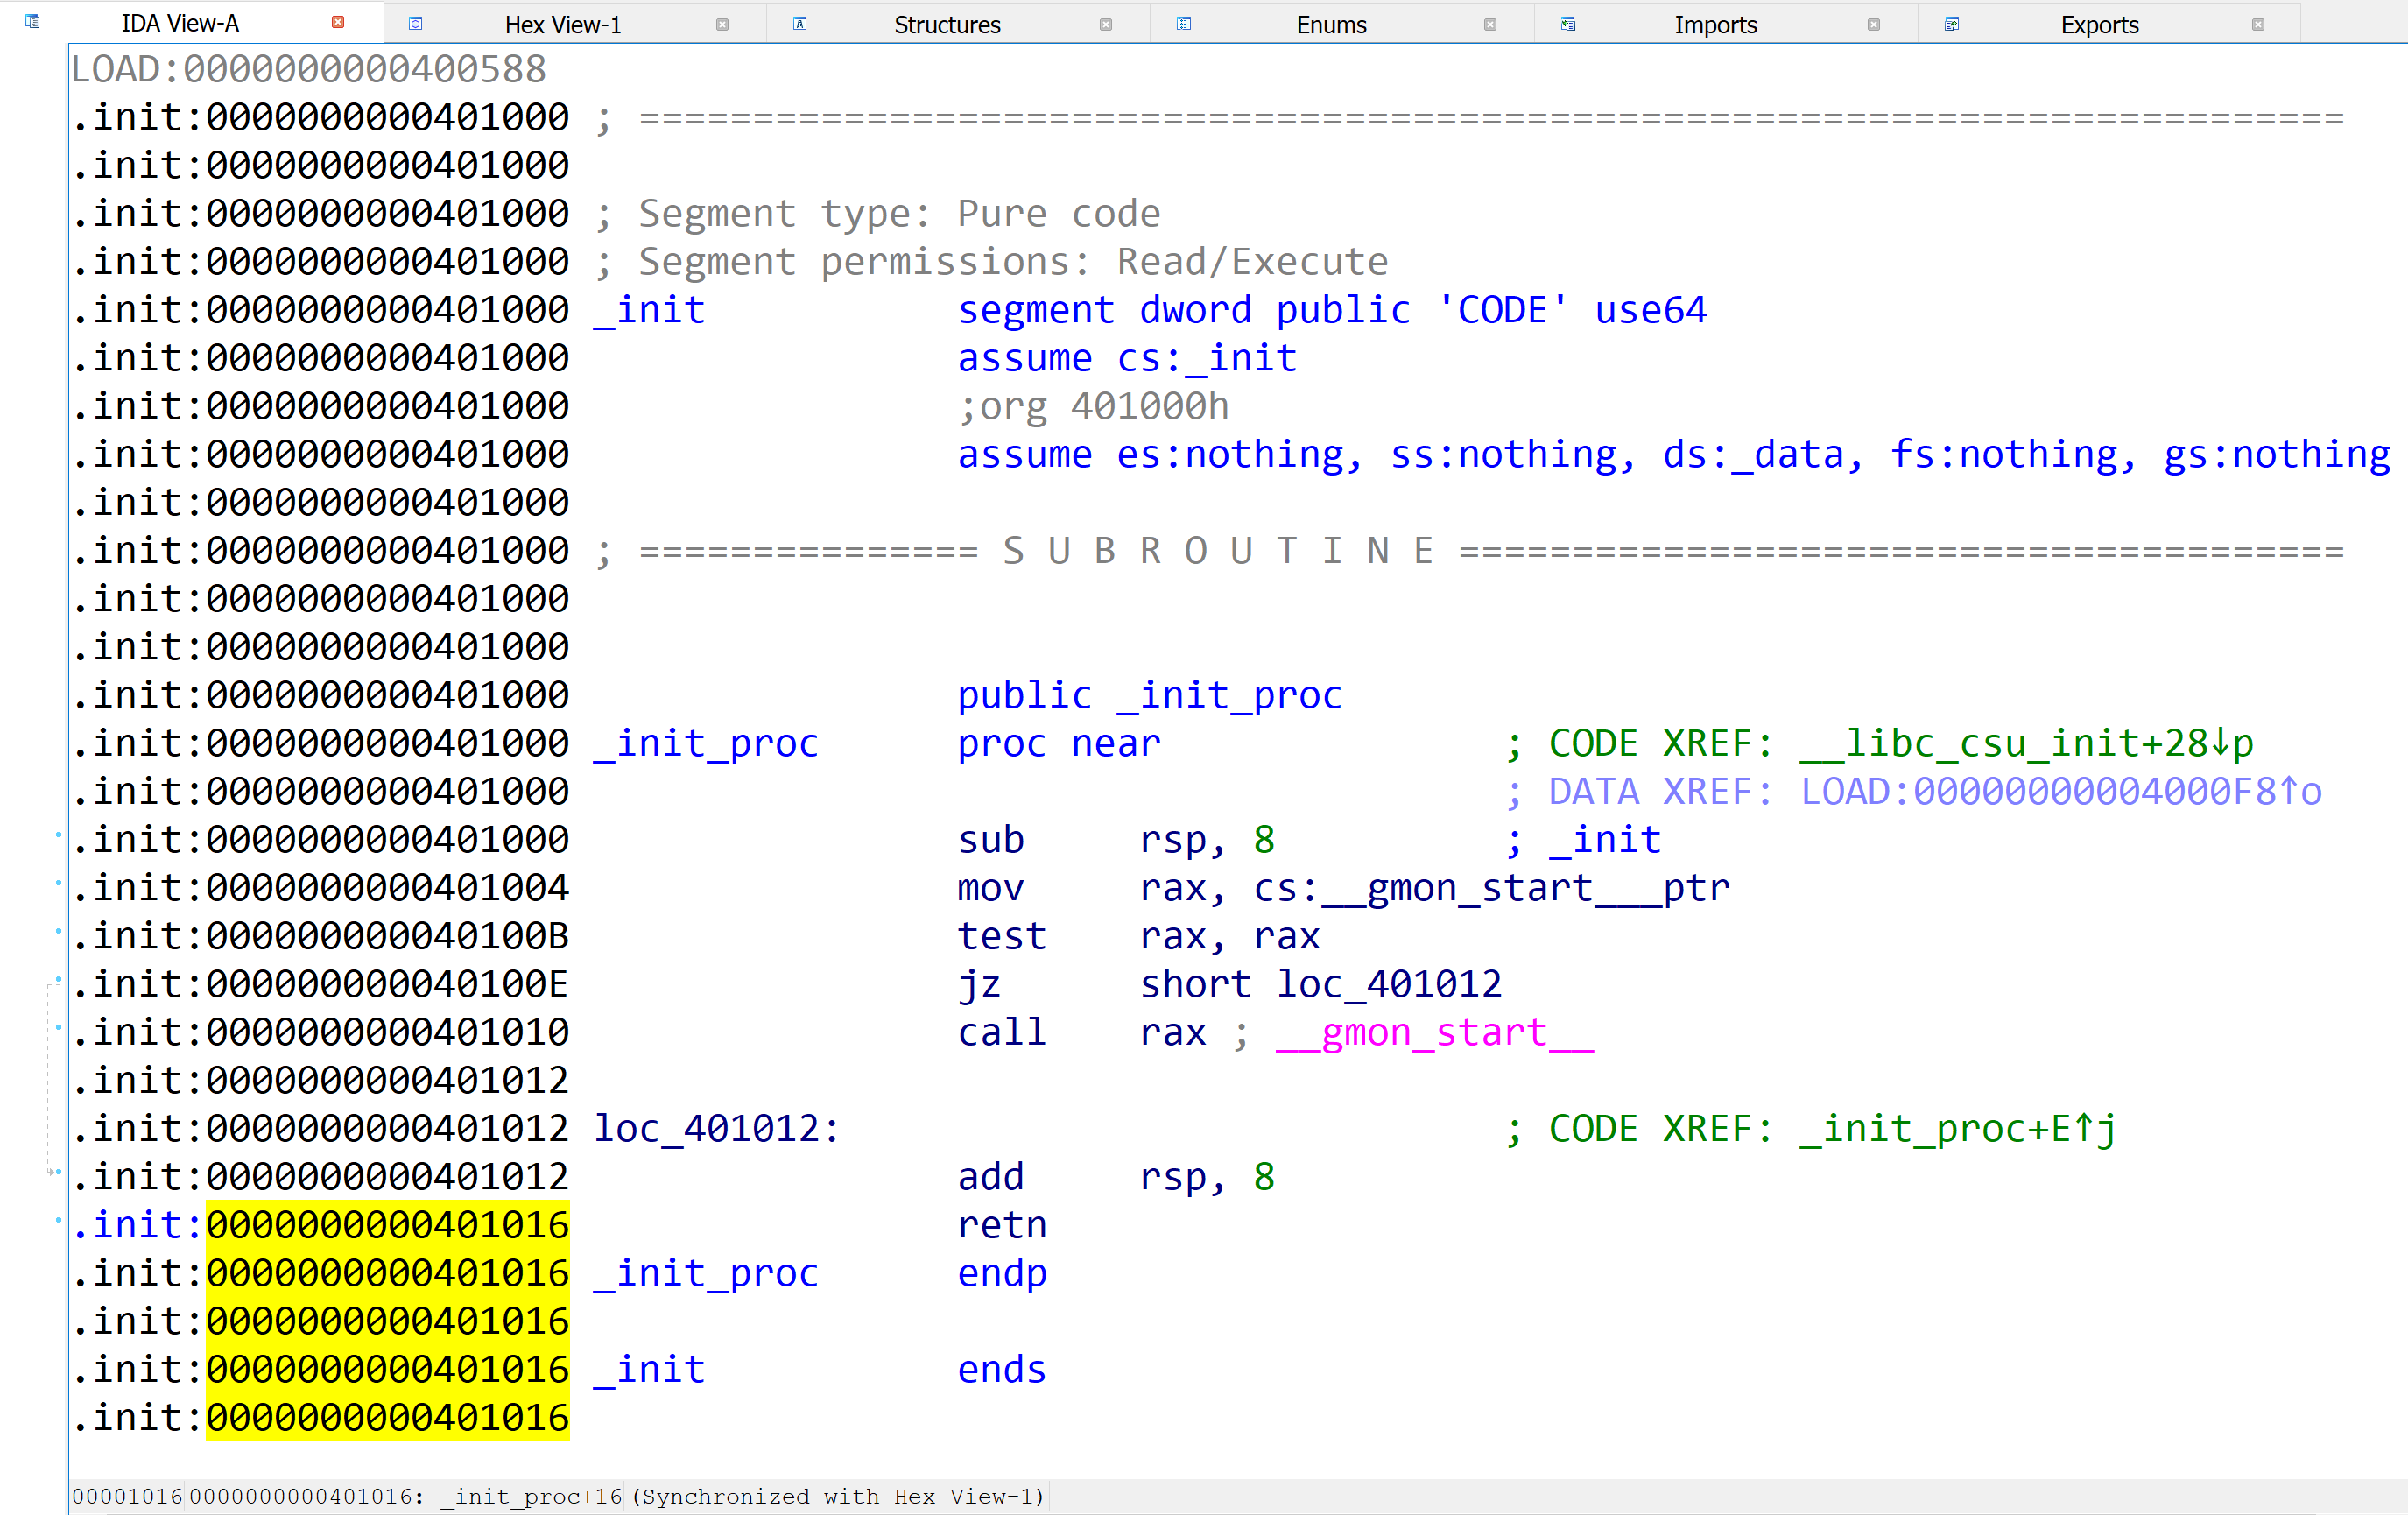 IDA View-A Hex View-1 Structures Enums Imports Exports
LOAD:0000000000400588
.init:0000000000401000 ; ===========================================================================
.init:0000000000401000
.init:0000000000401000 ; Segment type: Pure code
.init:0000000000401000 ; Segment permissions: Read/Execute
.init:0000000000401000 _init           segment dword public 'CODE' use64
.init:0000000000401000                 assume cs:_init
.init:0000000000401000                 ;org 401000h
.init:0000000000401000                 assume es:nothing, ss:nothing, ds:_data, fs:nothing, gs:nothing
.init:0000000000401000
.init:0000000000401000 ; =============== S U B R O U T I N E =======================================
.init:0000000000401000
.init:0000000000401000
.init:0000000000401000                 public _init_proc
.init:0000000000401000 _init_proc      proc near               ; CODE XREF: __libc_csu_init+28↓p
.init:0000000000401000                                         ; DATA XREF: LOAD:00000000004000F8↑o
.init:0000000000401000                 sub     rsp, 8          ; _init
.init:0000000000401004                 mov     rax, cs:__gmon_start___ptr
.init:000000000040100B                 test    rax, rax
.init:000000000040100E                 jz      short loc_401012
.init:0000000000401010                 call    rax ; __gmon_start__
.init:0000000000401012
.init:0000000000401012 loc_401012:                             ; CODE XREF: _init_proc+E↑j
.init:0000000000401012                 add     rsp, 8
.init:0000000000401016                 retn
.init:0000000000401016 _init_proc      endp
.init:0000000000401016
.init:0000000000401016 _init           ends
.init:0000000000401016
00001016 0000000000401016: _init_proc+16 (Synchronized with Hex View-1)